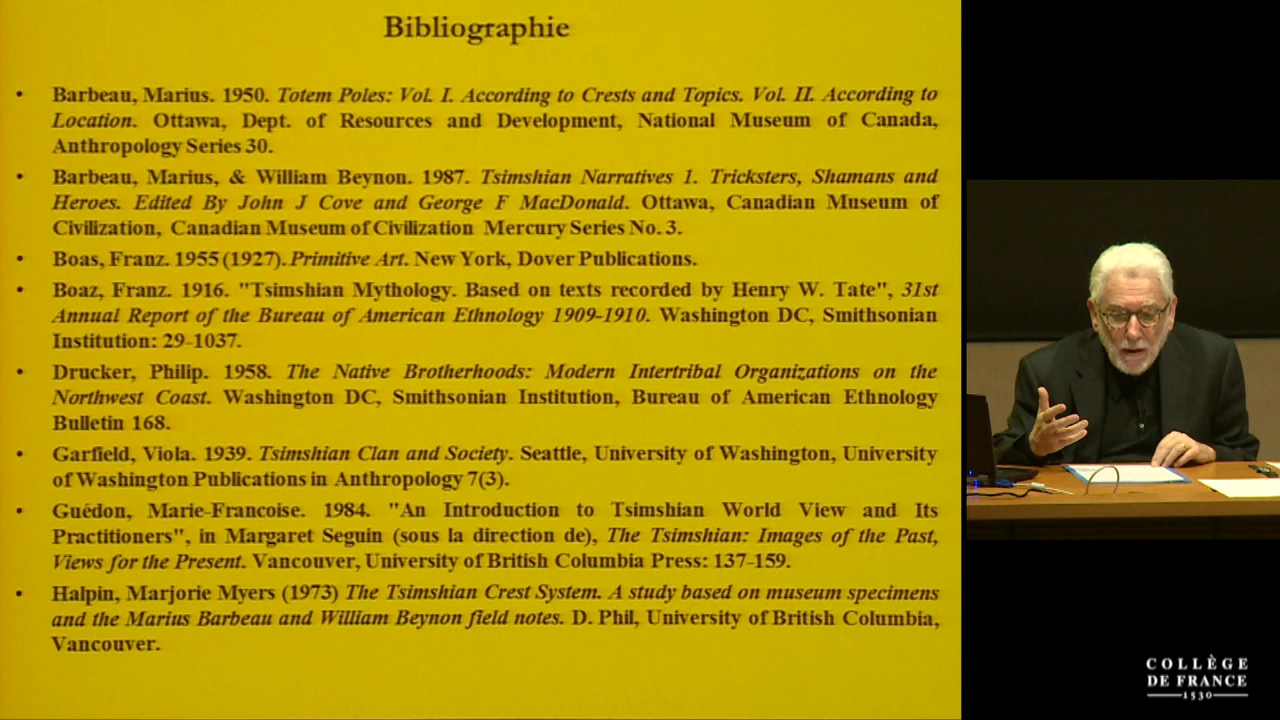 Bibliographie
• Barbeau, Marius. 1950. Totem Poles: Vol. I. According to Crests and Topics. Vol. II. According to
Location. Ottawa, Dept. of Resources and Development, National Museum of Canada,
Anthropology Series 30.
• Barbeau, Marius, & William Beynon. 1987. Tsimshian Narratives 1. Tricksters, Shamans and
Heroes. Edited By John J Cove and George F MacDonald. Ottawa, Canadian Museum of
Civilization, Canadian Museum of Civilization Mercury Series No. 3.
• Boas, Franz. 1955 (1927). Primitive Art. New York, Dover Publications.
• Boaz, Franz. 1916. "Tsimshian Mythology. Based on texts recorded by Henry W. Tate", 31st
Annual Report of the Bureau of American Ethnology 1909-1910. Washington DC, Smithsonian
Institution: 29-1037.
• Drucker, Philip. 1958. The Native Brotherhoods: Modern Intertribal Organizations on the
Northwest Coast. Washington DC, Smithsonian Institution, Bureau of American Ethnology
Bulletin 168.
• Garfield, Viola. 1939. Tsimshian Clan and Society. Seattle, University of Washington, University
of Washington Publications in Anthropology 7(3).
• Guédon, Marie-Francoise. 1984. "An Introduction to Tsimshian World View and Its
Practitioners", in Margaret Seguin (sous la direction de), The Tsimshian: Images of the Past,
Views for the Present. Vancouver, University of British Columbia Press: 137-159.
• Halpin, Marjorie Myers (1973) The Tsimshian Crest System. A study based on museum specimens
and the Marius Barbeau and William Beynon field notes. D. Phil, University of British Columbia,
Vancouver.
COLLÈGE
DE FRANCE
1530